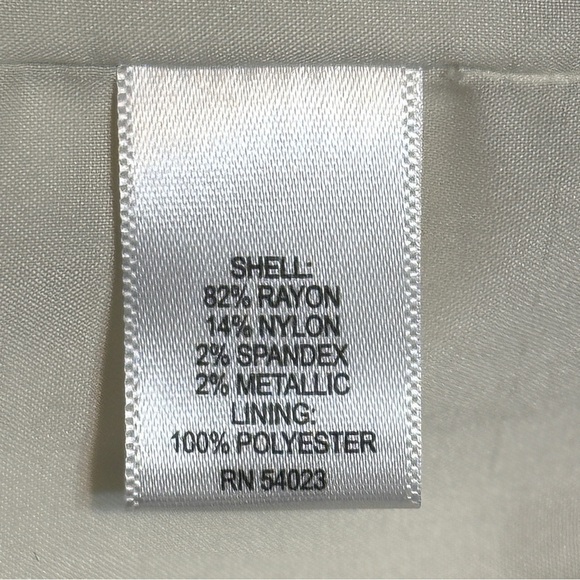 SHELL:
82% RAYON
14% NYLON
2% SPANDEX
2% METALLIC
LINING:
100% POLYESTER
RN 54023